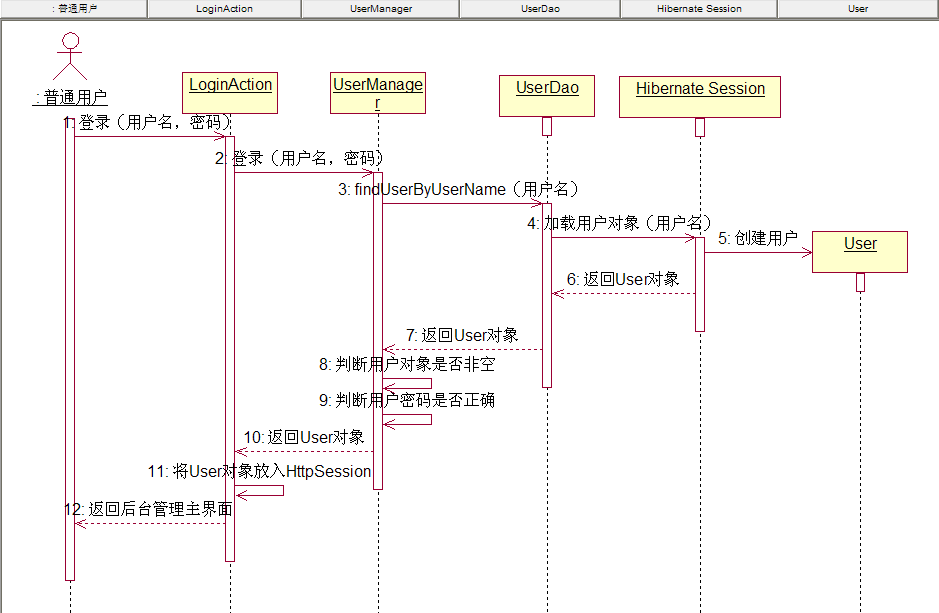 : 普通用户
LoginAction
UserManager
UserDao
Hibernate Session
User
: 普通用户
LoginAction
UserManage
r
UserDao
Hibernate Session
1: 登录（用户名，密码）
2: 登录（用户名，密码）
3: findUserByUserName（用户名）
4: 加载用户对象（用户名）
5: 创建用户
User
6: 返回User对象
7: 返回User对象
8: 判断用户对象是否非空
9: 判断用户密码是否正确
10: 返回User对象
11: 将User对象放入HttpSession
12: 返回后台管理主界面